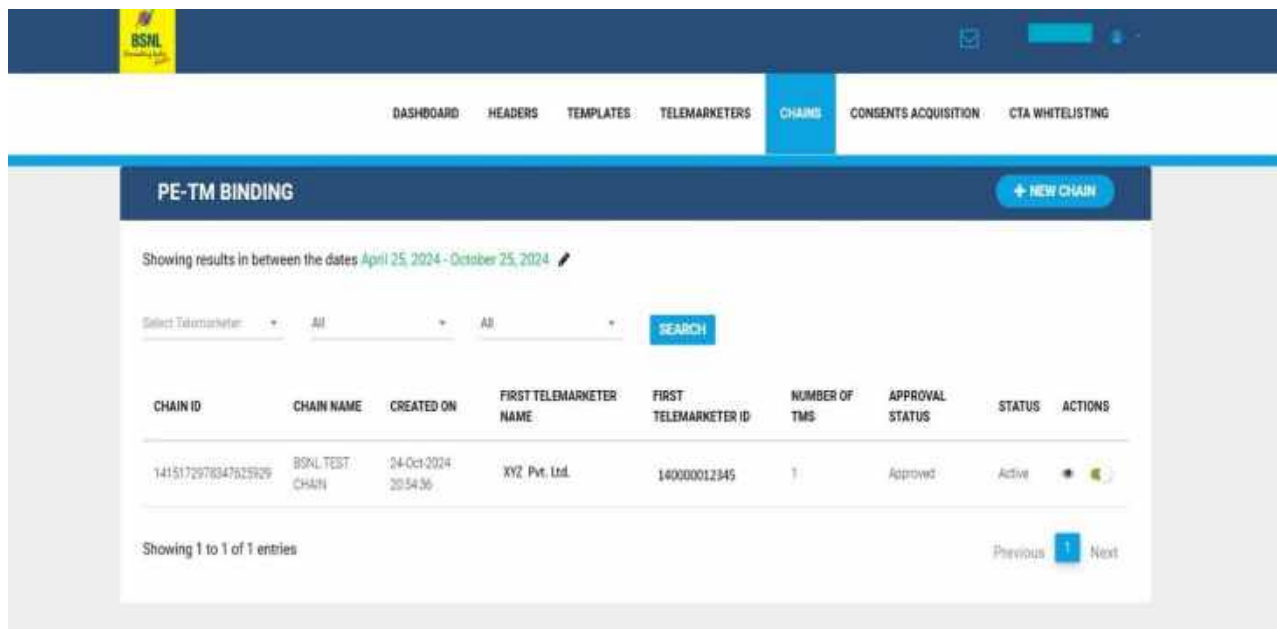 BSNL
DASHBOARD HEADERS TEMPLATES TELEMARKETERS CHAINS CONSENTS ACQUISITION CTA WHITELISTING
PE-TM BINDING + NEW CHAIN
Showing results in between the dates April 25, 2024 - October 25, 2024
Select Telemarketer All All SEARCH
CHAIN ID CHAIN NAME CREATED ON FIRST TELEMARKETER NAME FIRST TELEMARKETER ID NUMBER OF TMS APPROVAL STATUS STATUS ACTIONS
1415172978347625929 BSNL TEST CHAIN 24-Oct-2024 20:54:36 XYZ Pvt. Ltd. 140000012345 1 Approved Active
Showing 1 to 1 of 1 entries
Previous 1 Next